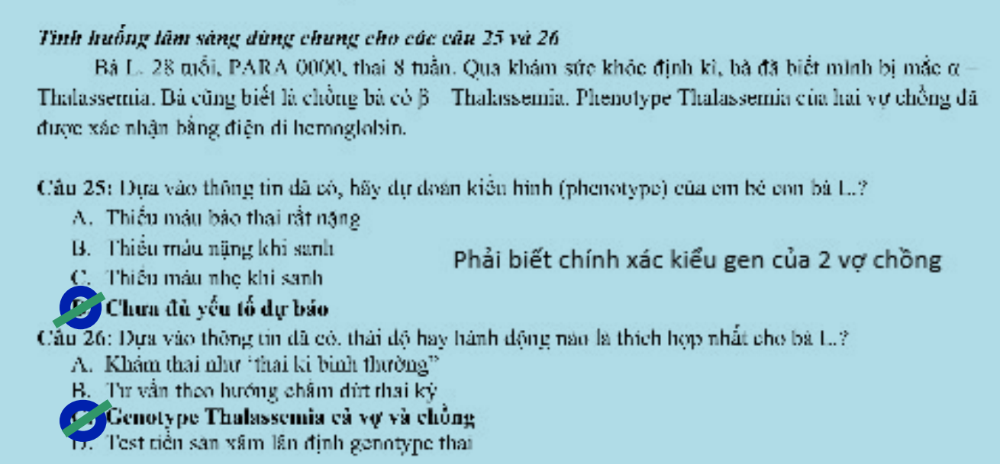 Tình huống lâm sàng dùng chung cho các câu 25 và 26
Bà L. 28 tuổi, PARA 0000, thai 8 tuần. Qua khám sức khỏe định kì, bà đã biết mình bị mắc α –
Thalassemia. Bà cũng biết là chồng bà có β Thalassemia. Phenotype Thalassemia của hai vợ chồng đã
được xác nhận bằng điện di hemoglobin.
Câu 25: Dựa vào thông tin đã có, hãy dự đoán kiểu hình (phenotype) của em bé con bà L.?
A. Thiếu máu bào thai rất nặng
B. Thiếu máu nặng khi sanh
Phải biết chính xác kiểu gen của 2 vợ chồng
C. Thiếu máu nhẹ khi sanh
D. Chưa đủ yếu tố dự báo
Câu 26: Dựa vào thông tin đã có, thái độ hay hành động nào là thích hợp nhất cho bà L.?
A. Khám thai như "thai kì bình thường"
B. Tư vấn theo hướng chấm dứt thai kỳ
C. Genotype Thalassemia cả vợ và chồng
D. Test tiền sản xâm lấn định genotype thai